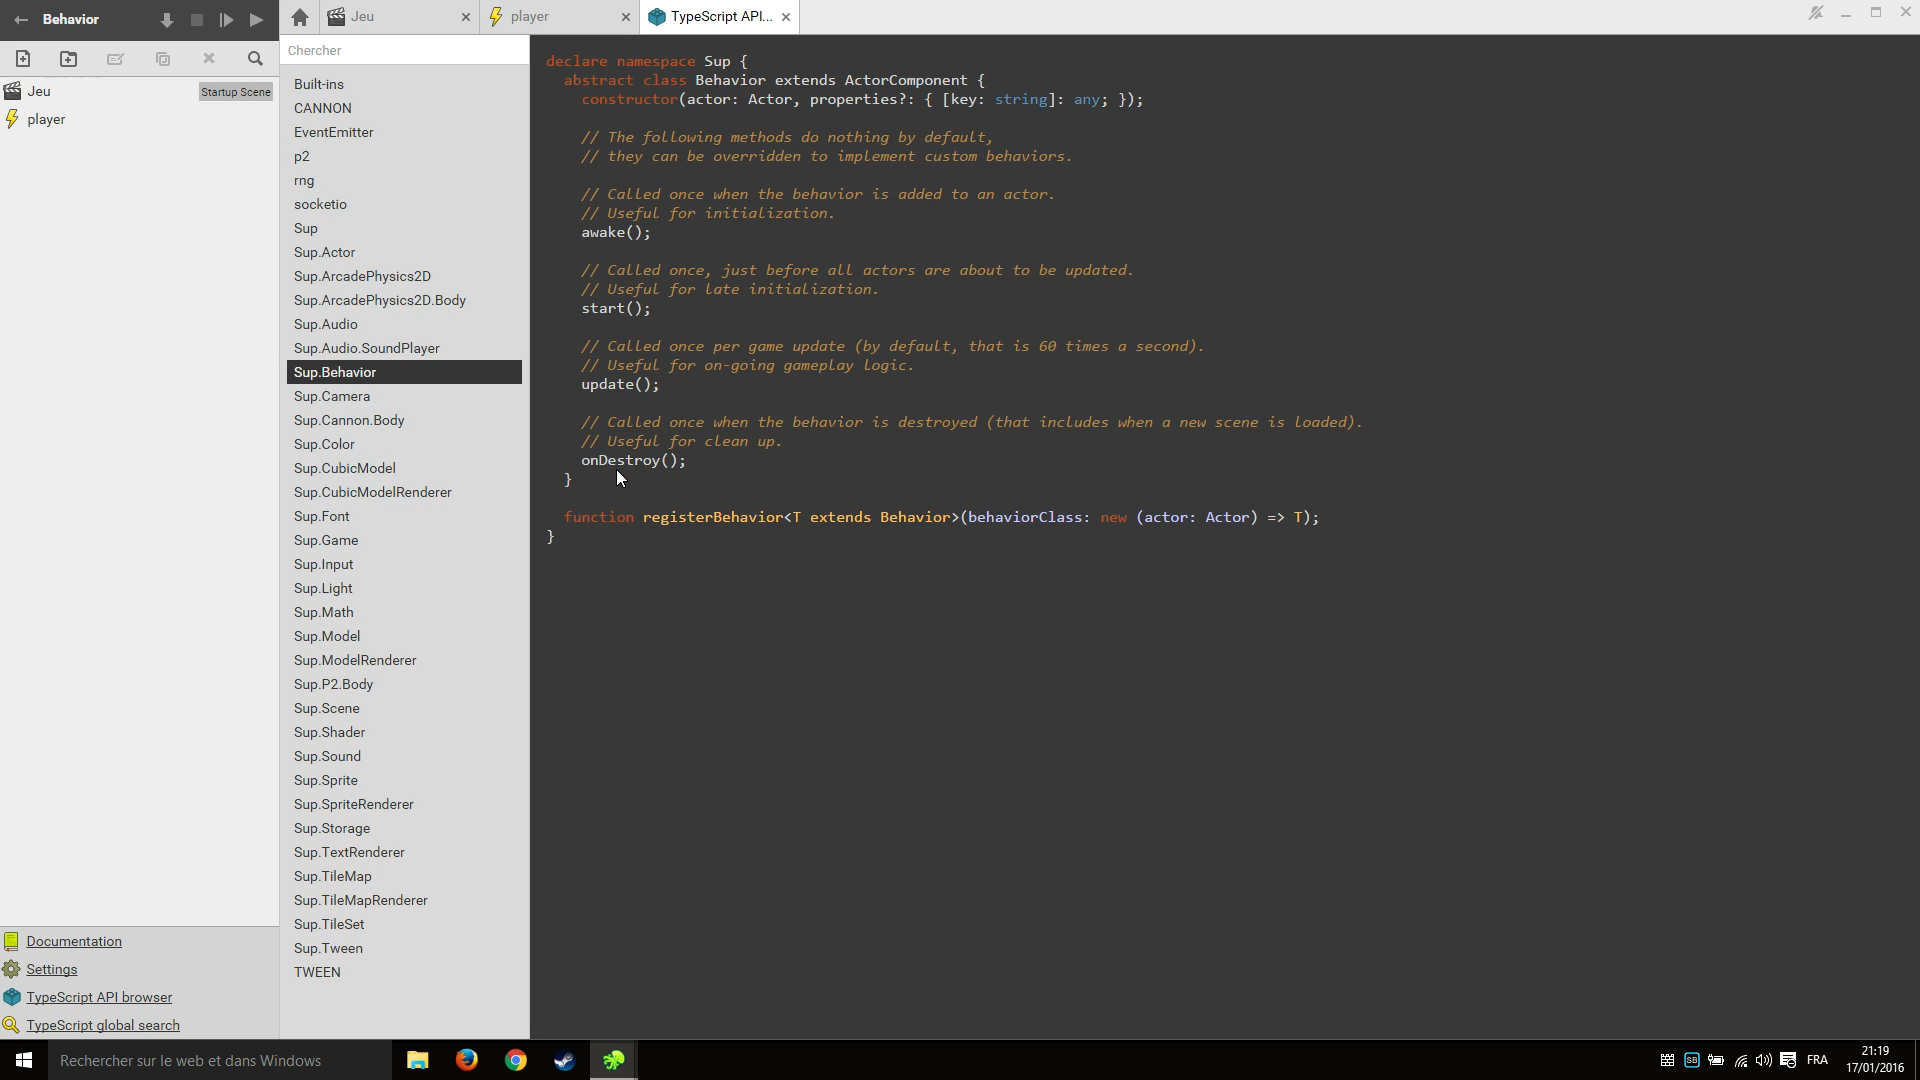 Behavior
Jeu
player
TypeScript API...
Chercher
Jeu
Startup Scene
player
Built-ins
CANNON
EventEmitter
p2
rng
socketio
Sup
Sup.Actor
Sup.ArcadePhysics2D
Sup.ArcadePhysics2D.Body
Sup.Audio
Sup.Audio.SoundPlayer
Sup.Behavior
Sup.Camera
Sup.Cannon.Body
Sup.Color
Sup.CubicModel
Sup.CubicModelRenderer
Sup.Font
Sup.Game
Sup.Input
Sup.Light
Sup.Math
Sup.Model
Sup.ModelRenderer
Sup.P2.Body
Sup.Scene
Sup.Shader
Sup.Sound
Sup.Sprite
Sup.SpriteRenderer
Sup.Storage
Sup.TextRenderer
Sup.TileMap
Sup.TileMapRenderer
Sup.TileSet
Sup.Tween
TWEEN
declare namespace Sup {
abstract class Behavior extends ActorComponent {
constructor(actor: Actor, properties?: { [key: string]: any; });
// The following methods do nothing by default,
// they can be overridden to implement custom behaviors.
// Called once when the behavior is added to an actor.
// Useful for initialization.
awake();
// Called once, just before all actors are about to be updated.
// Useful for late initialization.
start();
// Called once per game update (by default, that is 60 times a second).
// Useful for on-going gameplay logic.
update();
// Called once when the behavior is destroyed (that includes when a new scene is loaded).
// Useful for clean up.
onDestroy();
}
function registerBehavior<T extends Behavior>(behaviorClass: new (actor: Actor) => T);
}
Documentation
Settings
TypeScript API browser
TypeScript global search
Rechercher sur le web et dans Windows
SB
FRA
21:19
17/01/2016